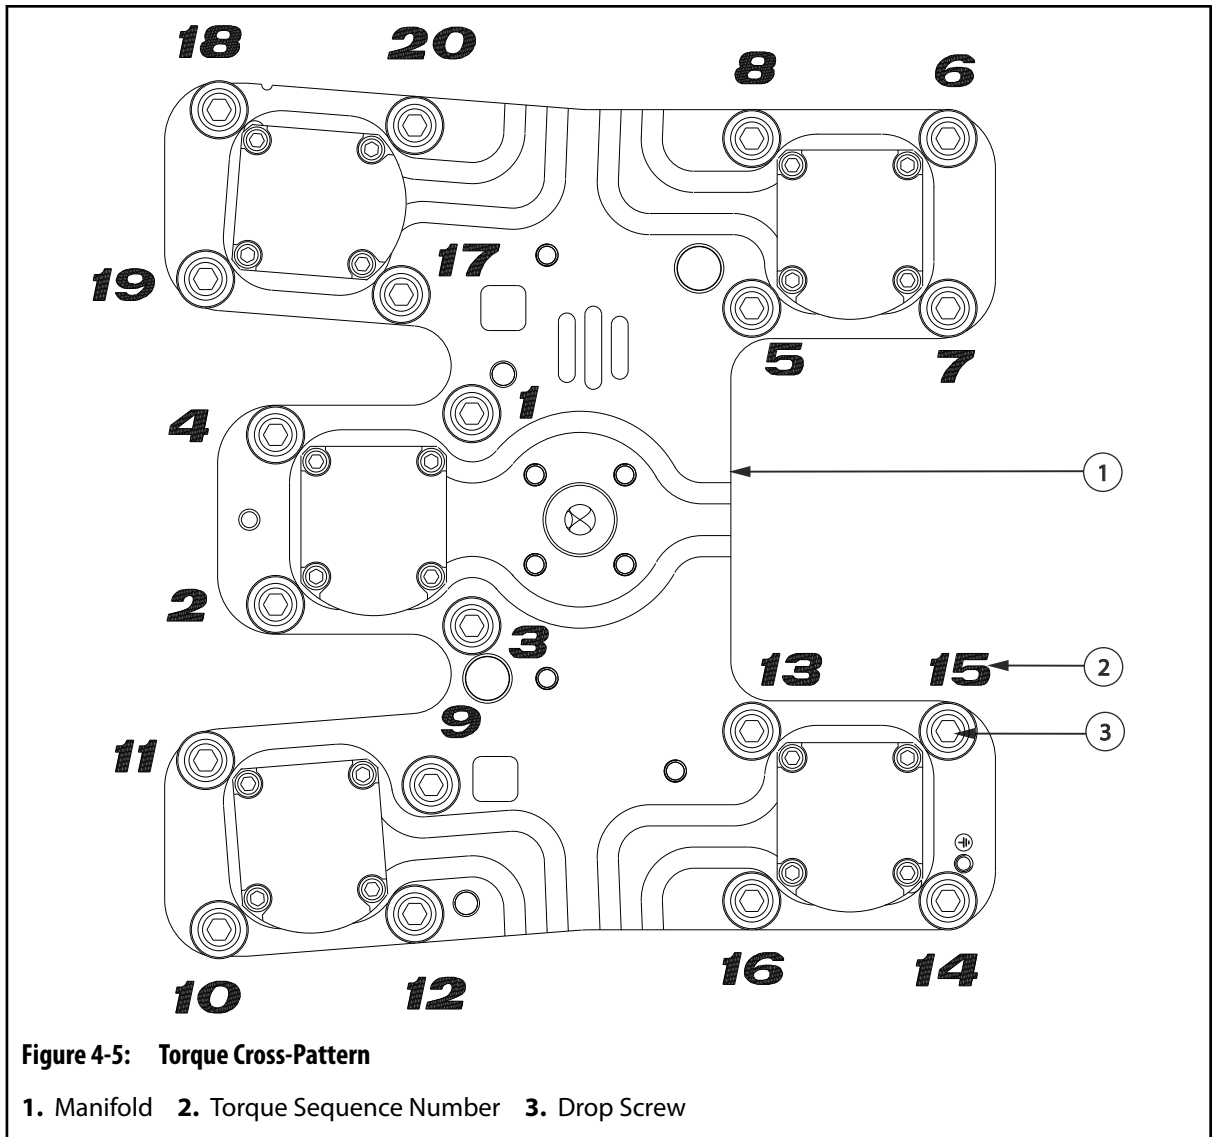 18 20 8 6
19 17 5 7
4 1
1
2 3
13 15 2
9
11 3
10 12 16 14
Figure 4-5: Torque Cross-Pattern
1. Manifold 2. Torque Sequence Number 3. Drop Screw